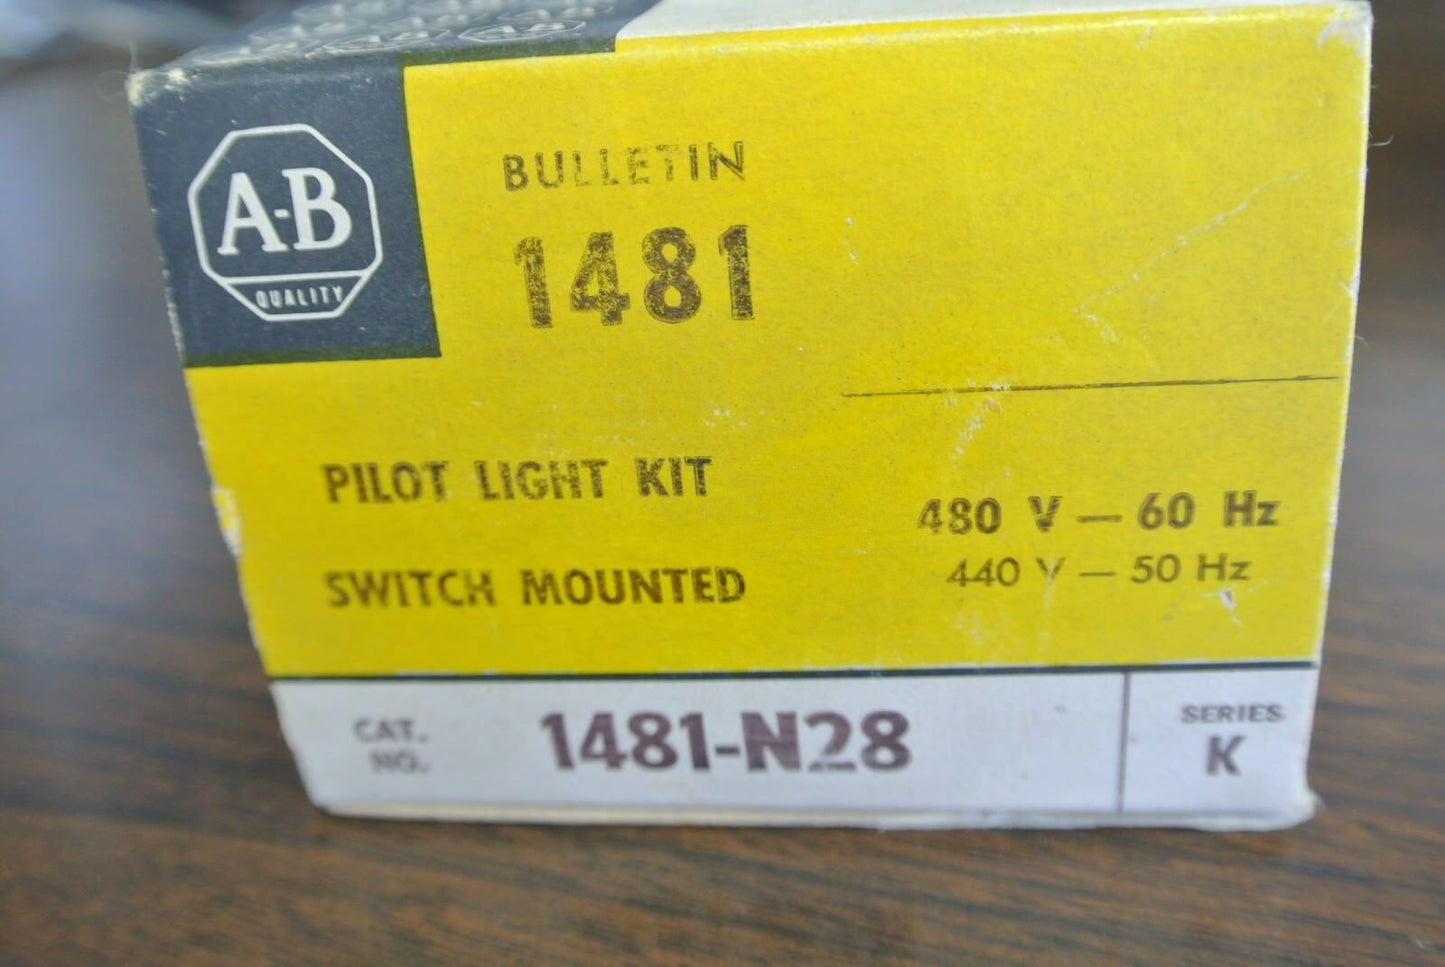 A-B
QUALITY
BULLETIN
1481
PILOT LIGHT KIT
SWITCH MOUNTED
480 V — 60 Hz
440 V — 50 Hz
CAT.
NO.
1481-N28
SERIES
K